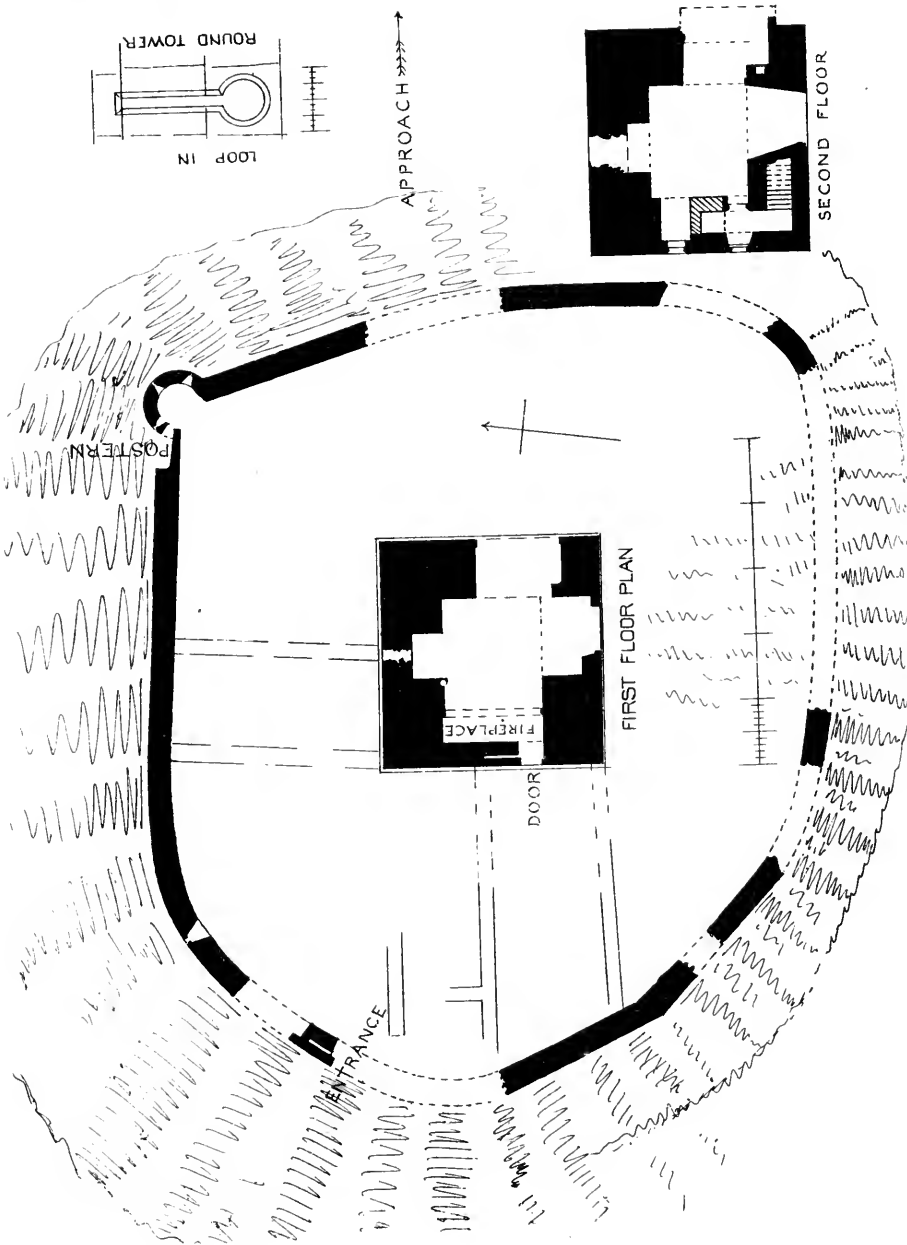 LOOP IN
ROUND TOWER
APPROACH
SECOND FLOOR
POSTERN
FIRST FLOOR PLAN
FIREPLACE
DOOR
ENTRANCE